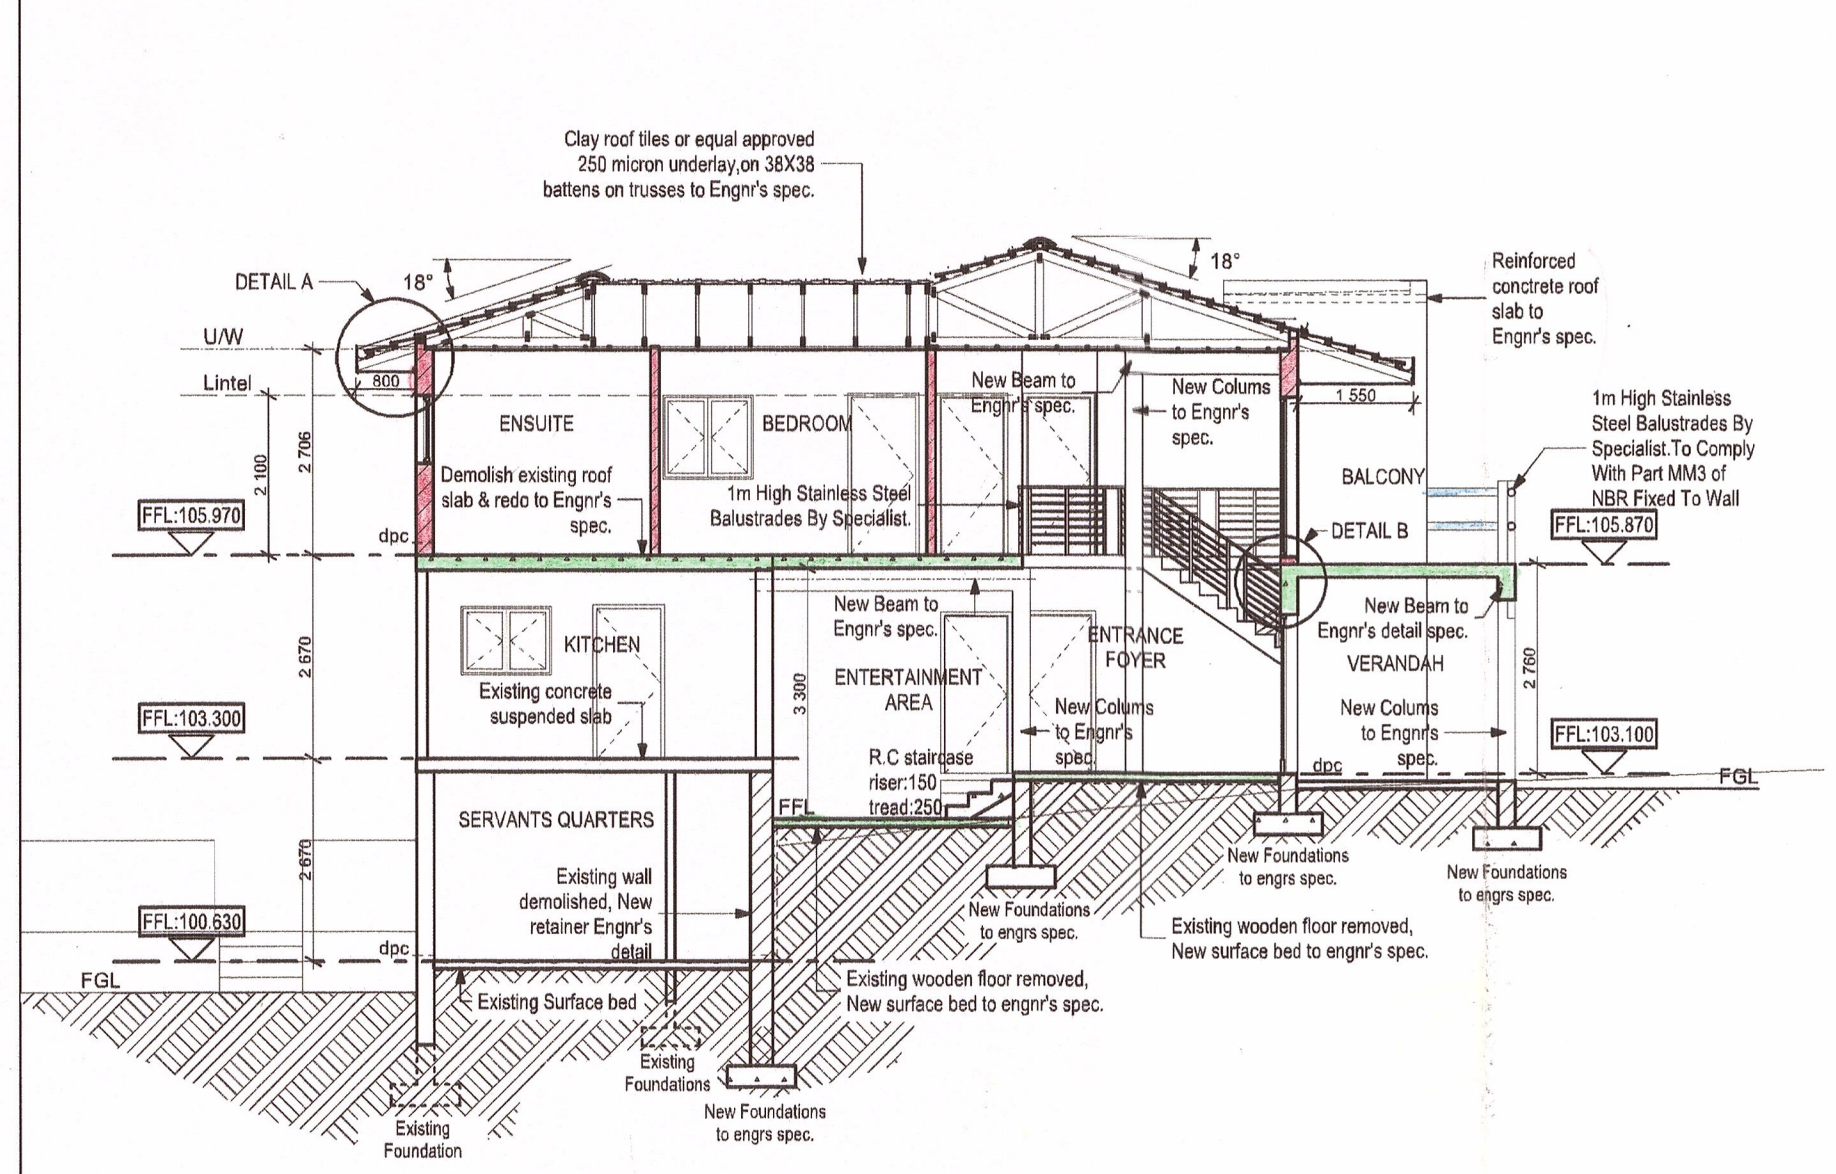 Clay roof tiles or equal approved
250 micron underlay,on 38X38
battens on trusses to Engnr's spec.
DETAIL A
18°
18°
Reinforced
concrete roof
slab to
Engnr's spec.
U/W
Lintel
800
1 550
New Beam to
Engnr's spec.
New Colums
to Engnr's
spec.
1m High Stainless
Steel Balustrades By
Specialist.To Comply
With Part MM3 of
NBR Fixed To Wall
ENSUITE
BEDROOM
BALCONY
2 706
2 100
Demolish existing roof
slab & redo to Engnr's
spec.
1m High Stainless Steel
Balustrades By Specialist.
FFL:105.970
FFL:105.870
DETAIL B
dpc
New Beam to
Engnr's spec.
New Beam to
Engnr's detail spec.
KITCHEN
ENTRANCE
FOYER
VERANDAH
2 670
2 760
ENTERTAINMENT
AREA
3 300
Existing concrete
suspended slab
New Colums
to Engnr's
spec.
New Colums
to Engnr's
spec.
FFL:103.300
FFL:103.100
R.C staircase
riser:150
tread:250
dpc
FGL
FFL
SERVANTS QUARTERS
2 670
Existing wall
demolished, New
retainer Engnr's
detail
New Foundations
to engrs spec.
New Foundations
to engrs spec.
New Foundations
to engrs spec.
FFL:100.630
Existing wooden floor removed,
New surface bed to engnr's spec.
dpc
FGL
Existing wooden floor removed,
New surface bed to engnr's spec.
Existing Surface bed
Existing
Foundations
New Foundations
to engrs spec.
Existing
Foundation